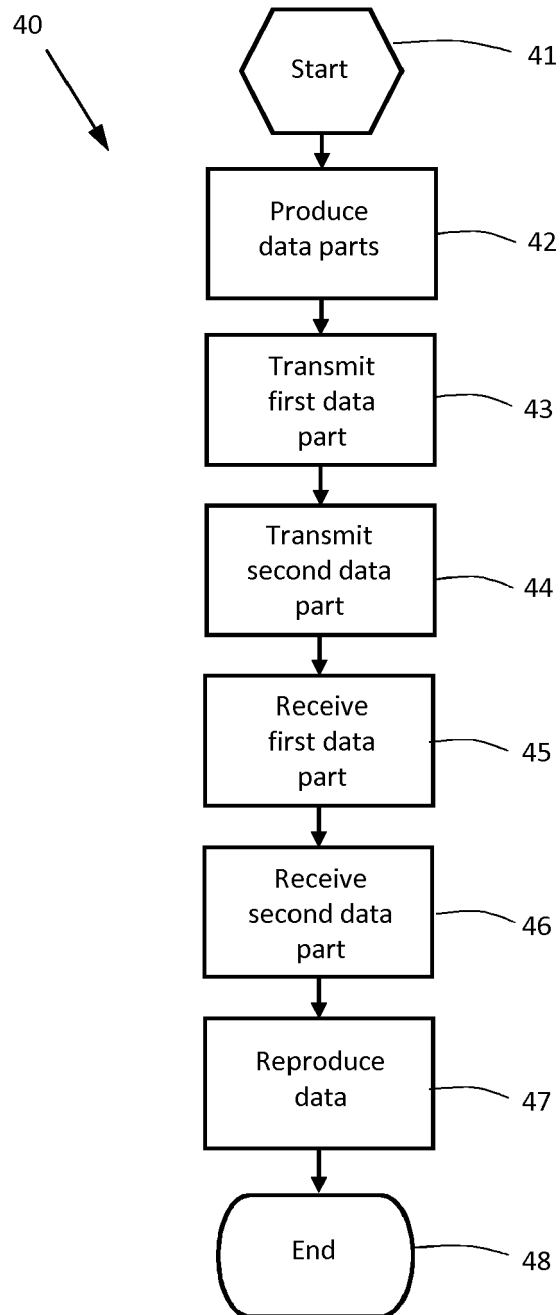 40
Start
41
Produce
data parts
42
Transmit
first data
part
43
Transmit
second data
part
44
Receive
first data
part
45
Receive
second data
part
46
Reproduce
data
47
End
48